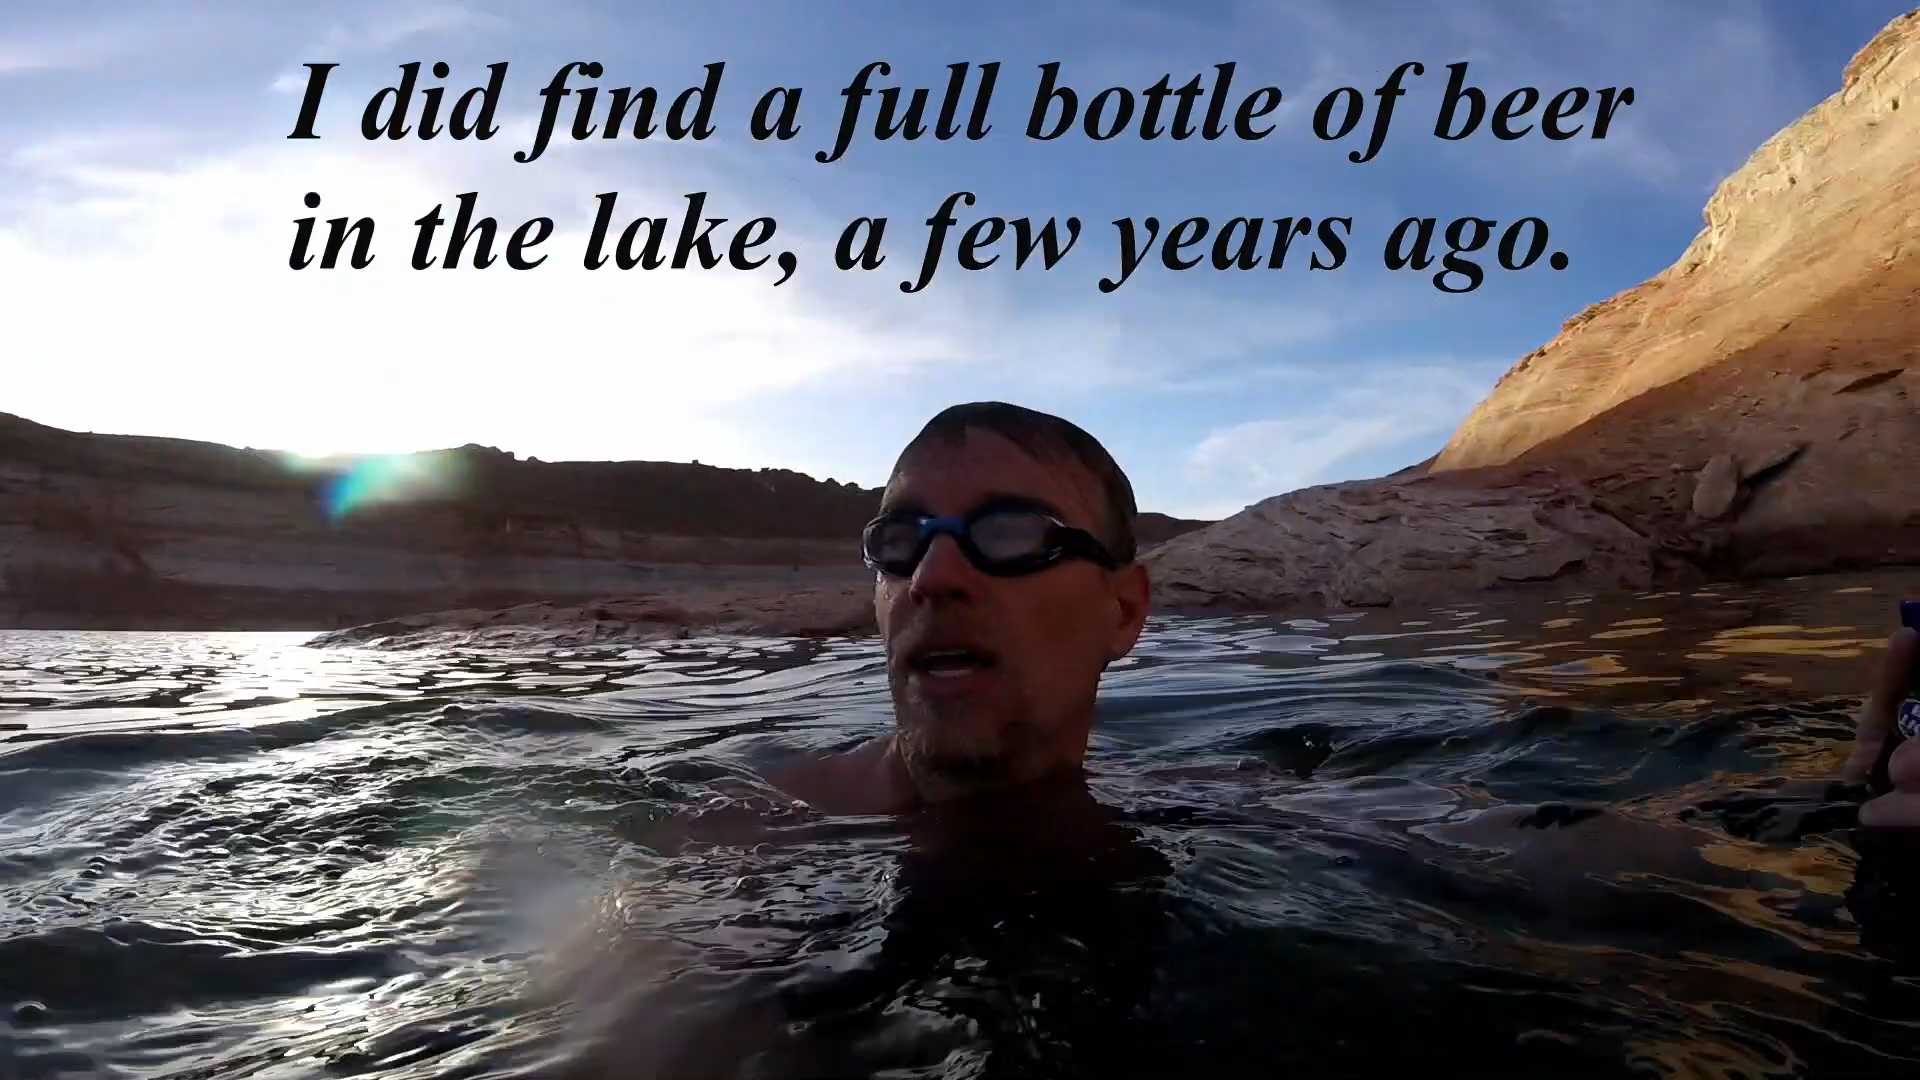 I did find a full bottle of beer
in the lake, a few years ago.